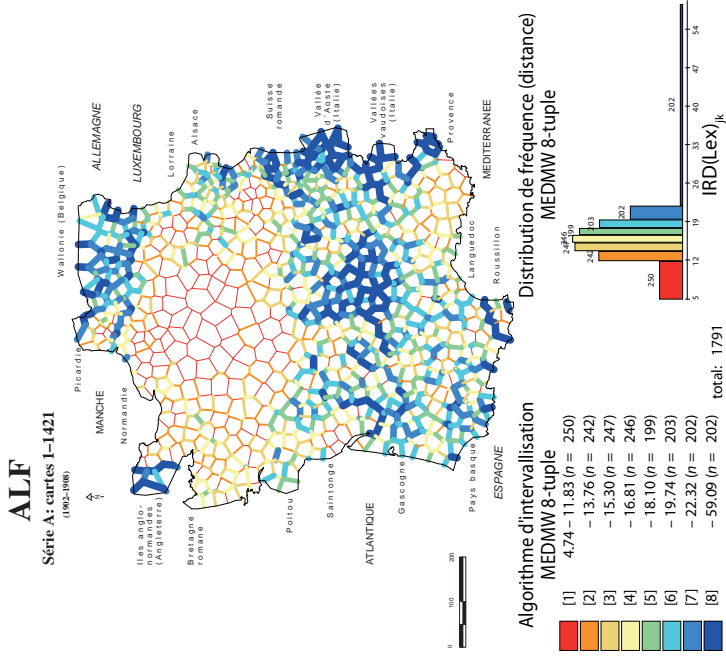 ALF
Série A: cartes 1–1421
(1902–1908)
N
Wallonie (Belgique)
ALLEMAGNE
LUXEMBOURG
Lorraine
Alsace
Suisse
romande
Vallée
d'Aoste
(Italie)
Vallées
vaudoises
(Italie)
Provence
MEDITERRANEE
Languedoc
Roussillon
Picardie
MANCHE
Normandie
Iles anglo-
normandes
(Angleterre)
Bretagne
romane
Poitou
Saintonge
ATLANTIQUE
Gascogne
Pays basque
ESPAGNE
0 100 200
Algorithme d'intervallisation
MEDMW 8-tuple
[1] 4.74 – 11.83 (n = 250)
[2] – 13.76 (n = 242)
[3] – 15.30 (n = 247)
[4] – 16.81 (n = 246)
[5] – 18.10 (n = 199)
[6] – 19.74 (n = 203)
[7] – 22.32 (n = 202)
[8] – 59.09 (n = 202)
total: 1791
Distribution de fréquence (distance)
MEDMW 8-tuple
250
242
247
246
199
203
202
202
5 12 19 26 33 40 47 54
IRD(Lex)jk